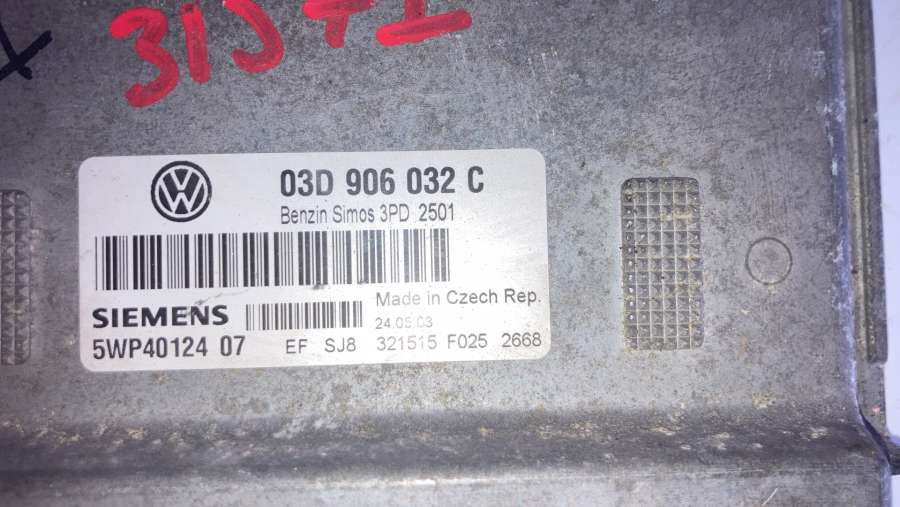 03D 906 032 C
Benzin Simos 3PD 2501
Made in Czech Rep.
SIEMENS
24.05.03
5WP40124 07 EF SJ8 321515 F025 2668